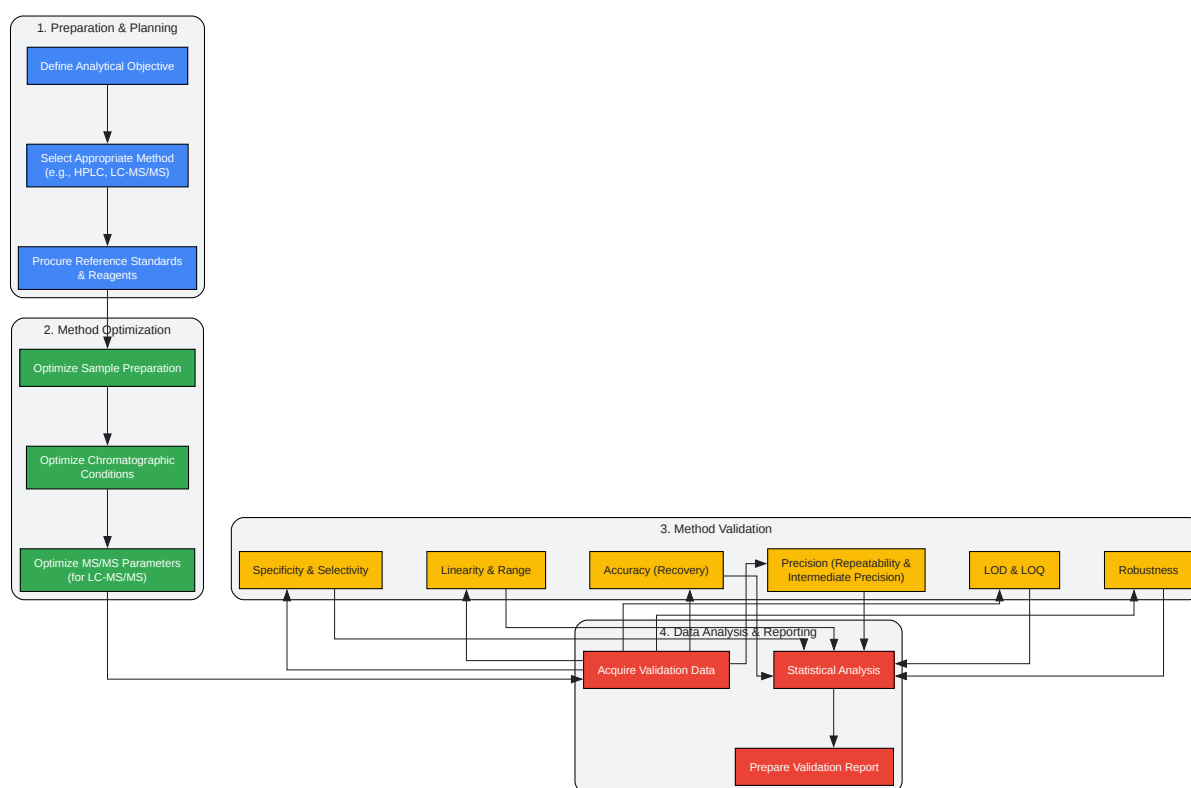 1. Preparation & Planning
Define Analytical Objective
Select Appropriate Method
(e.g., HPLC, LC-MS/MS)
Procure Reference Standards
& Reagents
2. Method Optimization
Optimize Sample Preparation
Optimize Chromatographic
Conditions
Optimize MS/MS Parameters
(for LC-MS/MS)
3. Method Validation
Specificity & Selectivity
Linearity & Range
Accuracy (Recovery)
Precision (Repeatability &
Intermediate Precision)
LOD & LOQ
Robustness
4. Data Analysis & Reporting
Acquire Validation Data
Statistical Analysis
Prepare Validation Report